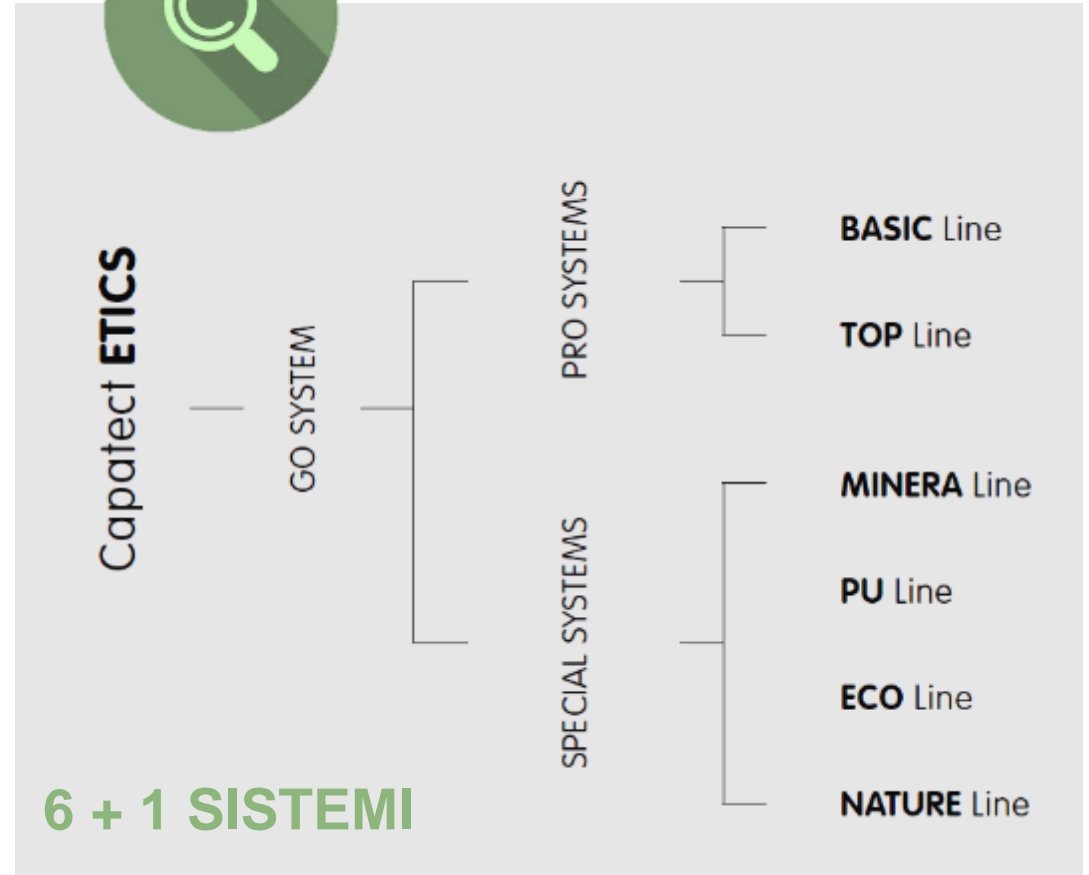 Capatect ETICS
GO SYSTEM
PRO SYSTEMS
BASIC Line
TOP Line
SPECIAL SYSTEMS
MINERA Line
PU Line
ECO Line
NATURE Line
6 + 1 SISTEMI